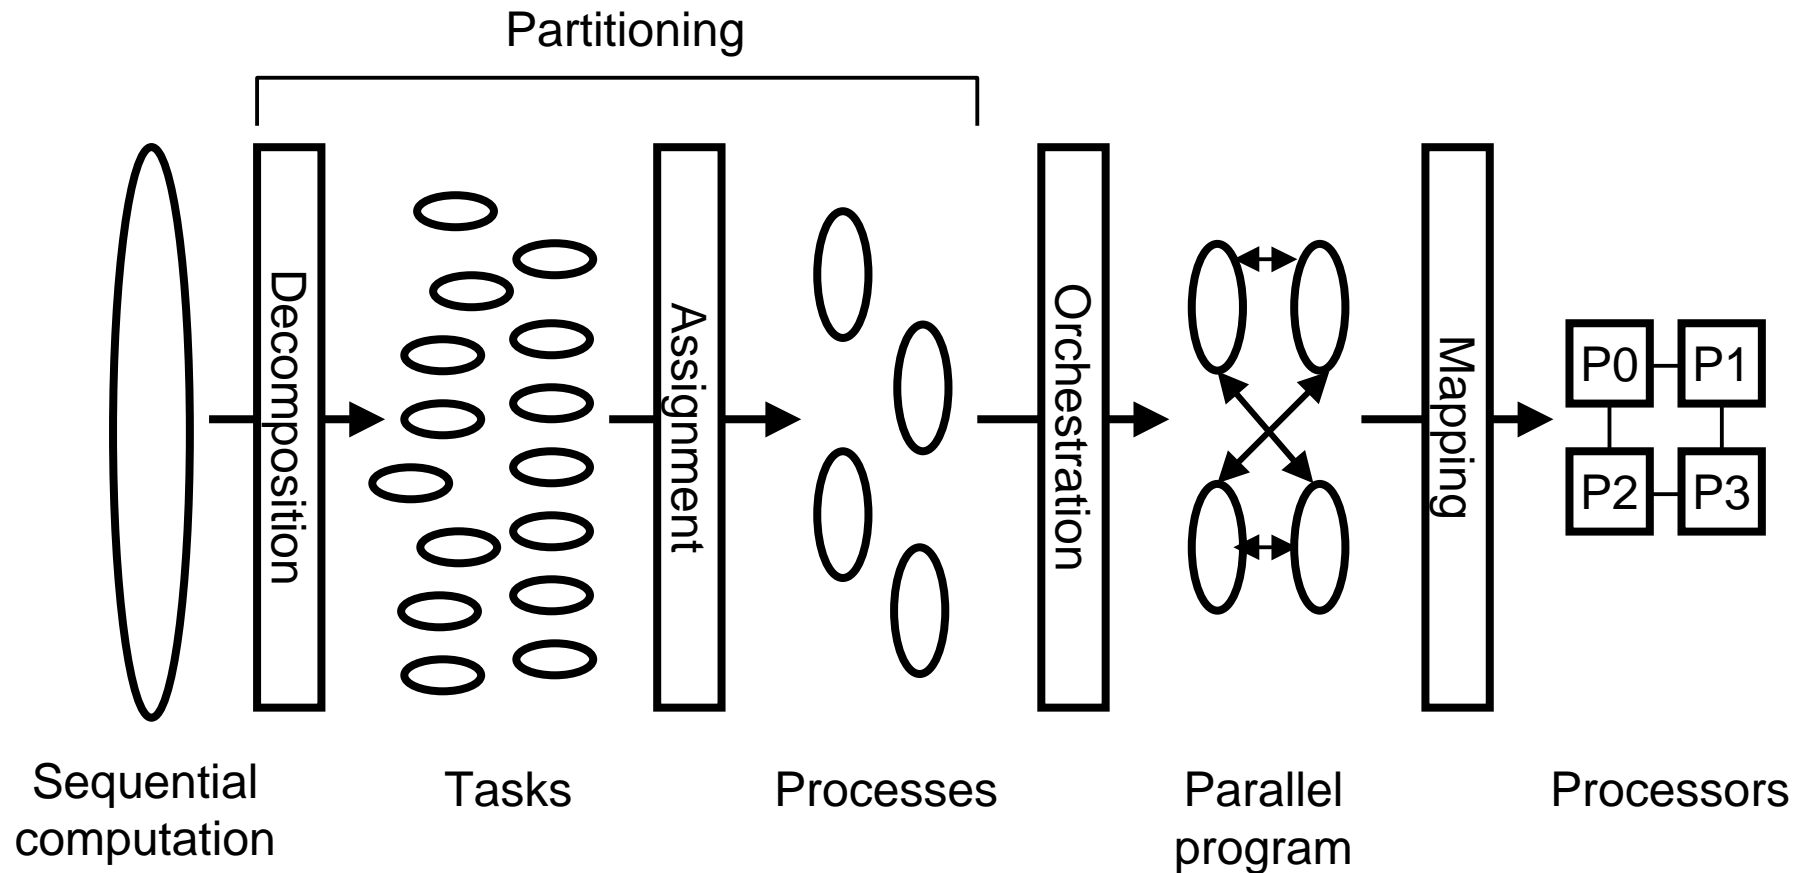 Partitioning
Decomposition
Assignment
Orchestration
Mapping
P0
P1
P2
P3
Sequential
computation
Tasks
Processes
Parallel
program
Processors